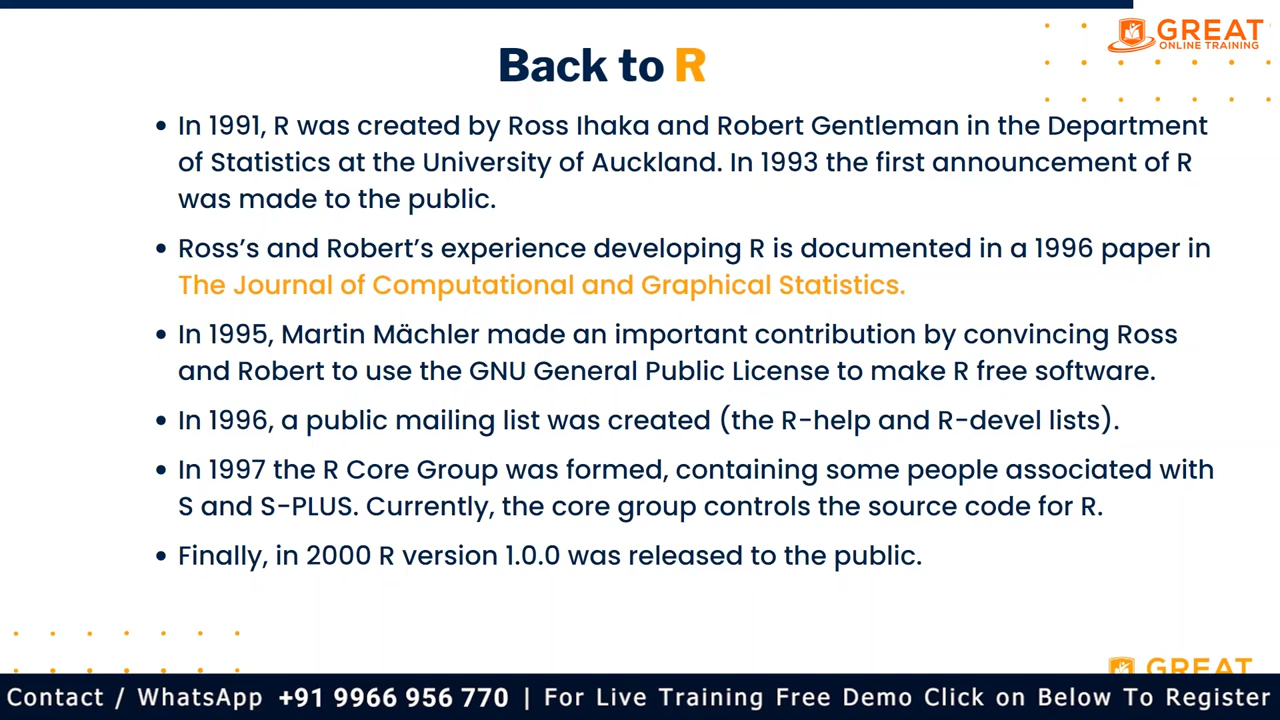 GREAT
ONLINE TRAINING
Back to R
• In 1991, R was created by Ross Ihaka and Robert Gentleman in the Department
of Statistics at the University of Auckland. In 1993 the first announcement of R
was made to the public.
• Ross’s and Robert’s experience developing R is documented in a 1996 paper in
The Journal of Computational and Graphical Statistics.
• In 1995, Martin Mächler made an important contribution by convincing Ross
and Robert to use the GNU General Public License to make R free software.
• In 1996, a public mailing list was created (the R-help and R-devel lists).
• In 1997 the R Core Group was formed, containing some people associated with
S and S-PLUS. Currently, the core group controls the source code for R.
• Finally, in 2000 R version 1.0.0 was released to the public.
GREAT
Contact / WhatsApp +91 9966 956 770 | For Live Training Free Demo Click on Below To Register